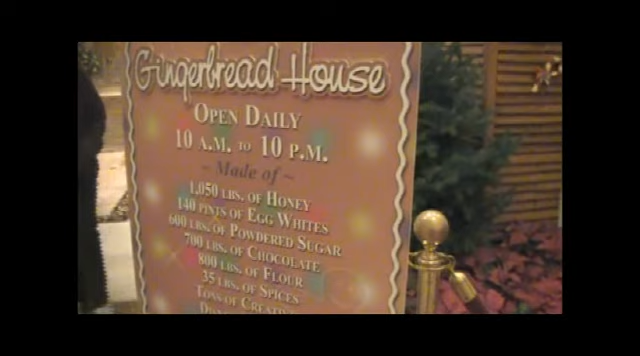 Gingerbread House
OPEN DAILY
10 A.M. TO 10 P.M.
~ Made of ~
1,050 LBS. OF HONEY
140 PINTS OF EGG WHITES
600 LBS. OF POWDERED SUGAR
700 LBS. OF CHOCOLATE
800 LBS. OF FLOUR
35 LBS. OF SPICES
TONS OF